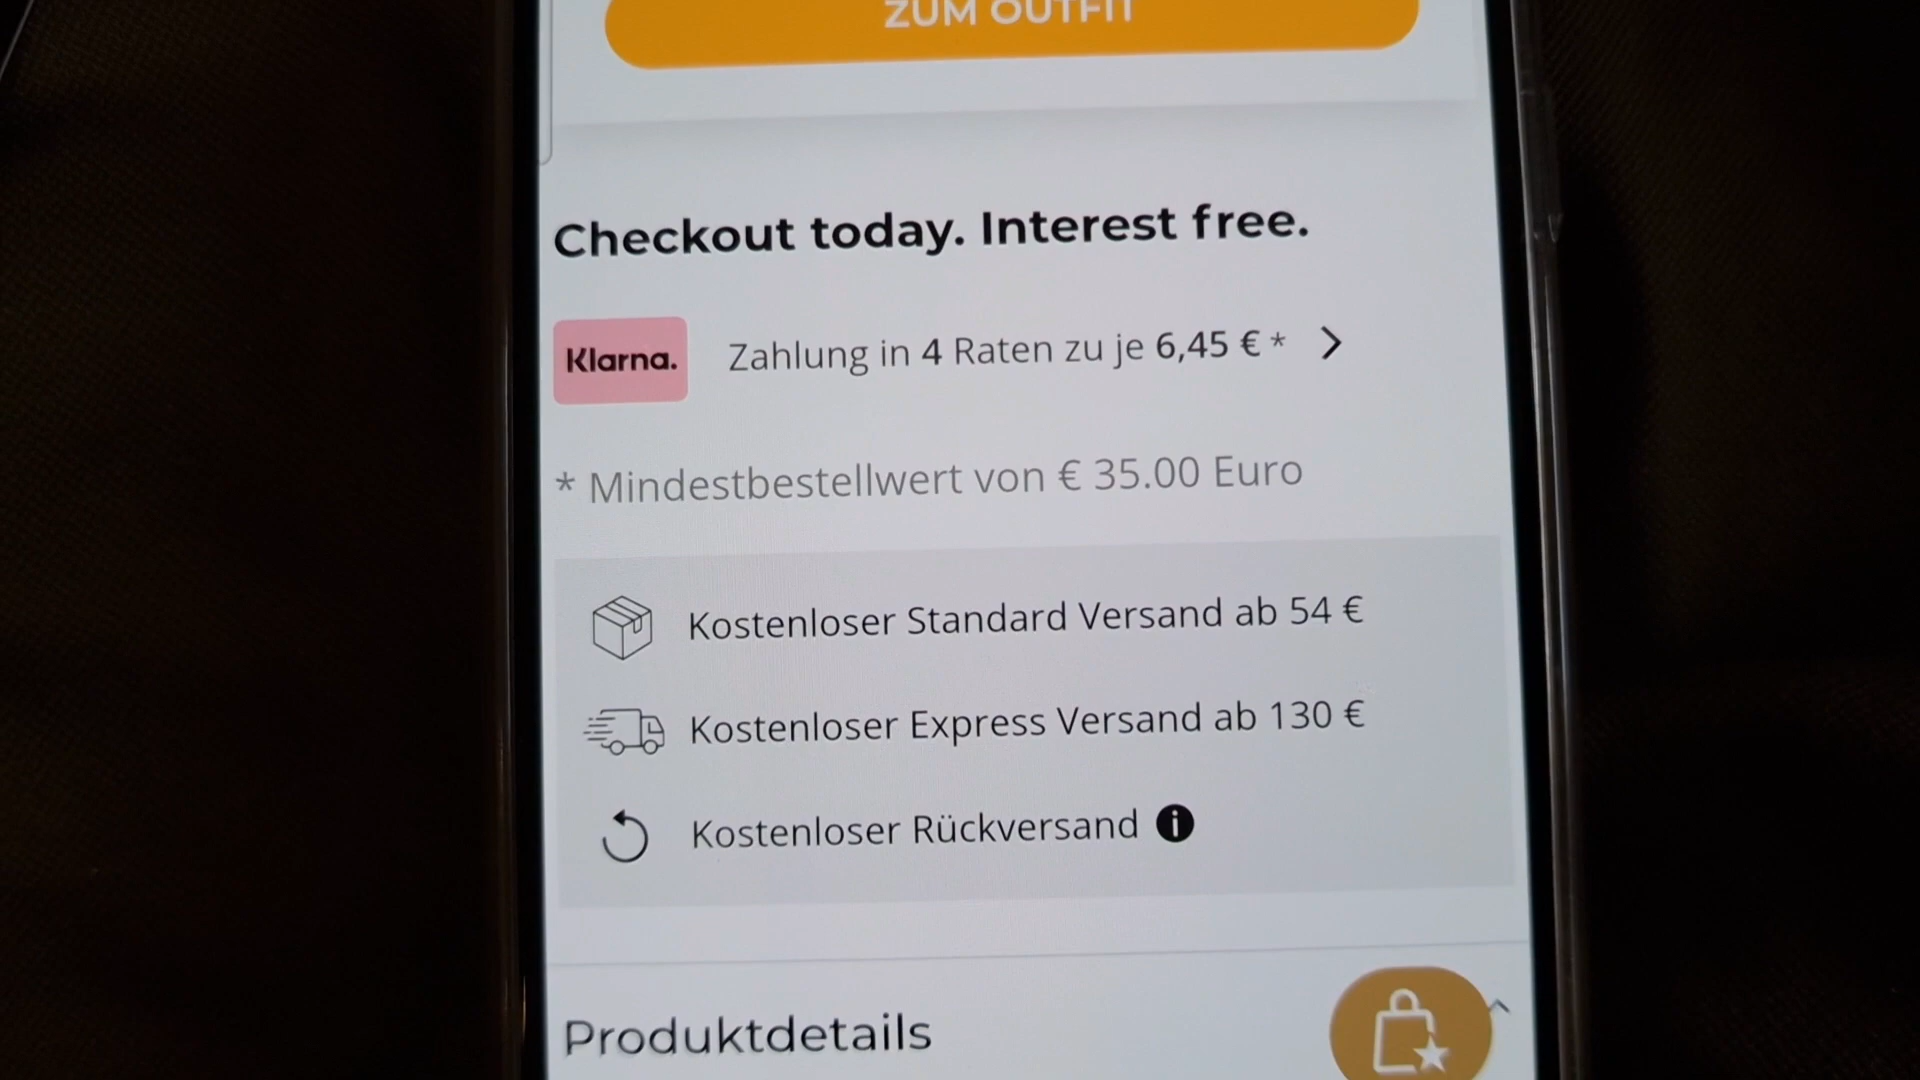 ZUM OUTFIT
Checkout today. Interest free.
Klarna.
Zahlung in 4 Raten zu je 6,45 € *
* Mindestbestellwert von € 35.00 Euro
Kostenloser Standard Versand ab 54 €
Kostenloser Express Versand ab 130 €
Kostenloser Rückversand i
Produktdetails